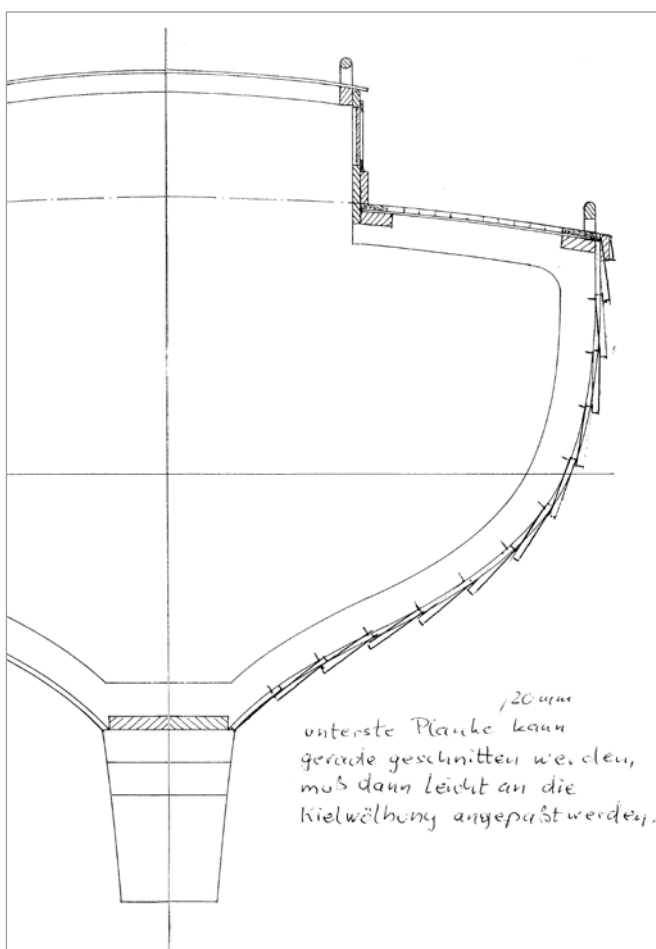 ,20 mm
unterste Planke kann
gerade geschnitten werden,
muß dann leicht an die
Kielwölbung angepaßt werden.